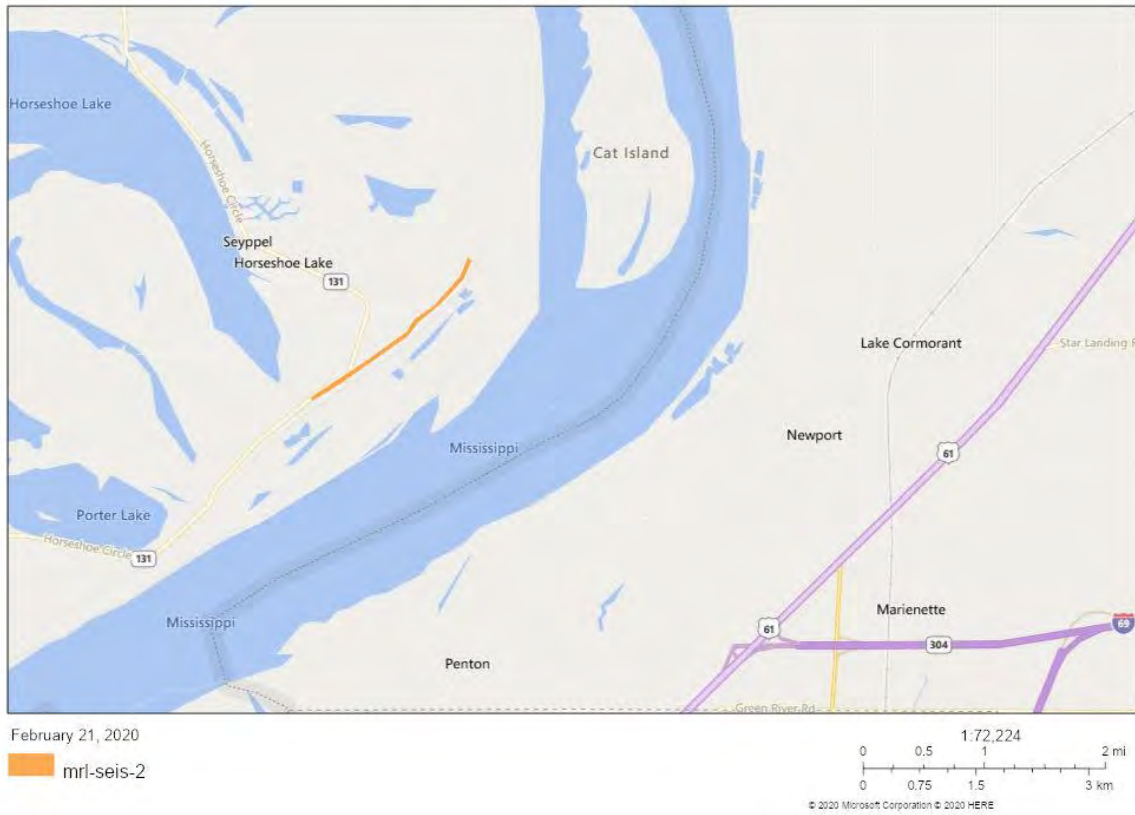 Horseshoe Lake
Horseshoe Circle
Cat Island
Seyppel
Horseshoe Lake
131
Lake Cormorant
Star Landing R
Newport
Mississippi
61
Porter Lake
Horseshoe Circle
131
Mississippi
Marienette
61
304
69
Penton
Green River Rd
February 21, 2020
mrl-seis-2
1:72,224
0 0.5 1 2 mi
0 0.75 1.5 3 km
© 2020 Microsoft Corporation © 2020 HERE